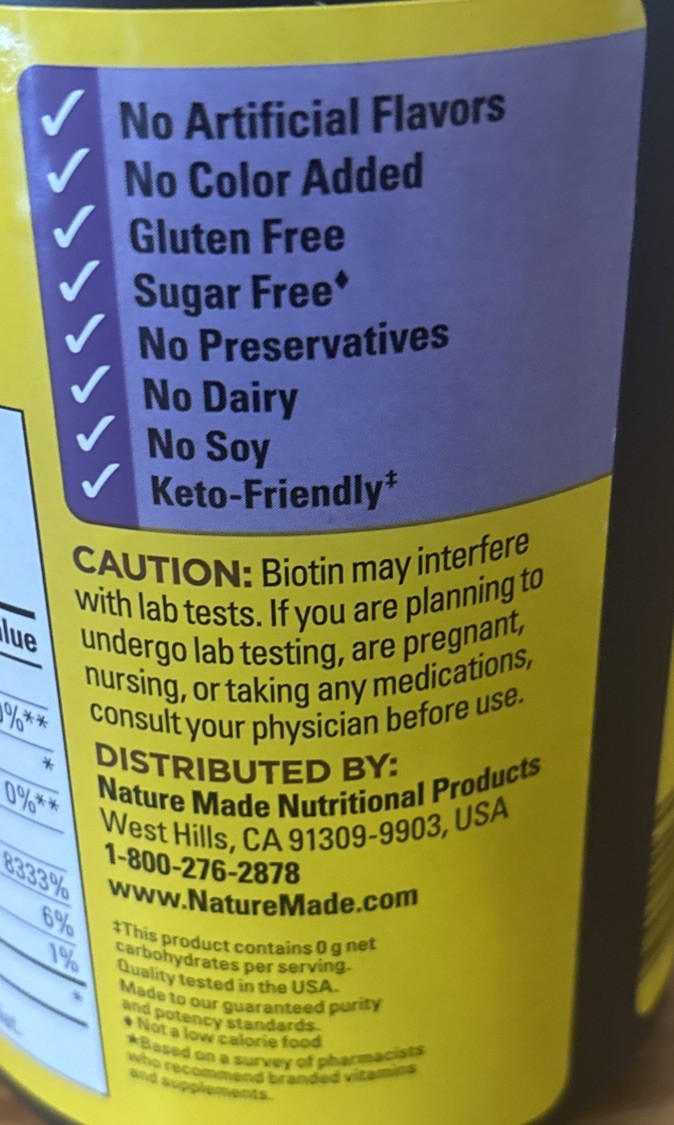 ✓ No Artificial Flavors
✓ No Color Added
✓ Gluten Free
✓ Sugar Free♦
✓ No Preservatives
✓ No Dairy
✓ No Soy
✓ Keto-Friendly‡
CAUTION: Biotin may interfere
with lab tests. If you are planning to
undergo lab testing, are pregnant,
nursing, or taking any medications,
consult your physician before use.
DISTRIBUTED BY:
Nature Made Nutritional Products
West Hills, CA 91309-9903, USA
1-800-276-2878
www.NatureMade.com
‡This product contains 0 g net
carbohydrates per serving.
Quality tested in the USA.
Made to our guaranteed purity
and potency standards.
♦Not a low calorie food
★Based on a survey of pharmacists
who recommend branded vitamins
and supplements.
lue
0%**
*
0%**
8333%
6%
1%
*